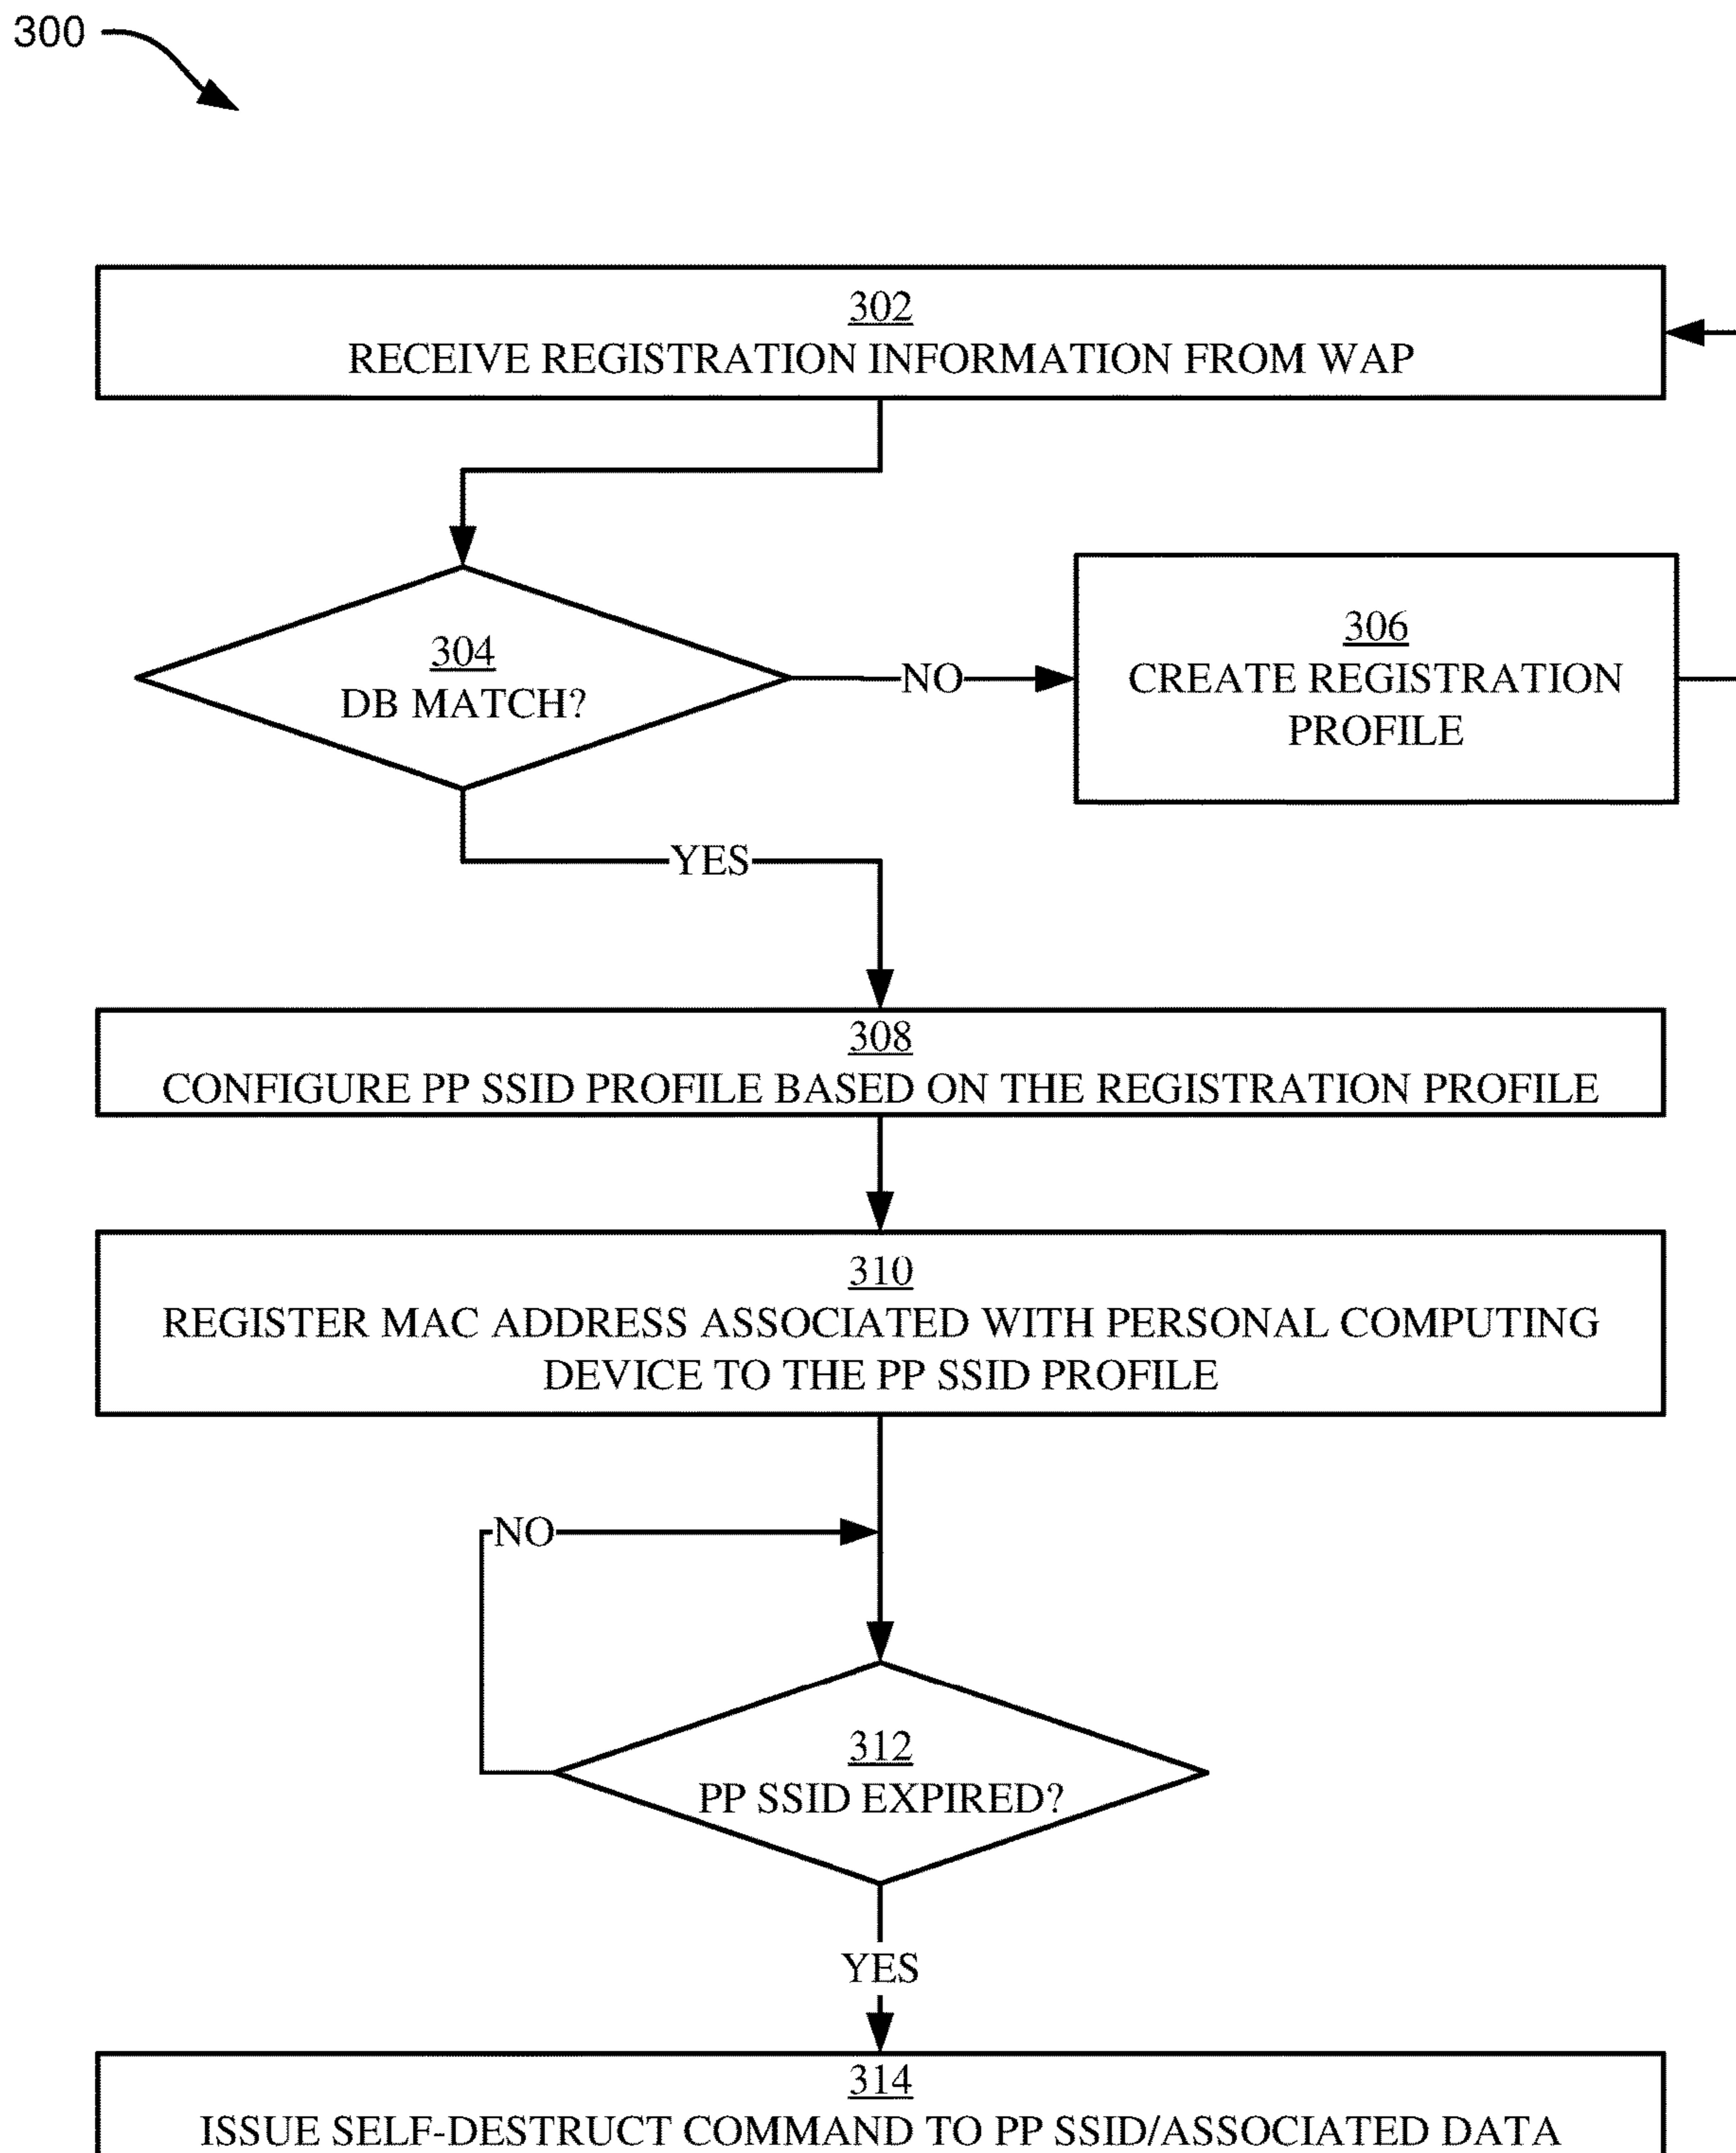 300
302
RECEIVE REGISTRATION INFORMATION FROM WAP
304
DB MATCH?
NO
306
CREATE REGISTRATION
PROFILE
YES
308
CONFIGURE PP SSID PROFILE BASED ON THE REGISTRATION PROFILE
310
REGISTER MAC ADDRESS ASSOCIATED WITH PERSONAL COMPUTING
DEVICE TO THE PP SSID PROFILE
NO
312
PP SSID EXPIRED?
YES
314
ISSUE SELF-DESTRUCT COMMAND TO PP SSID/ASSOCIATED DATA